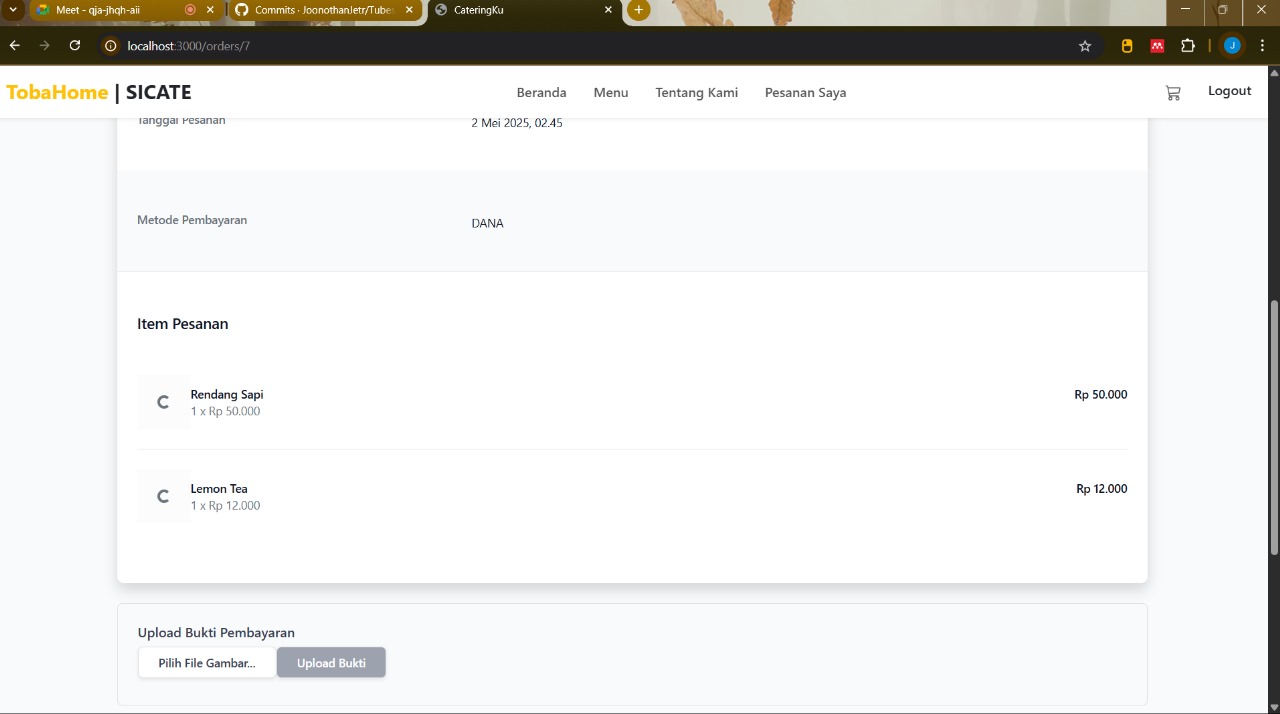 Meet - qja-jhqh-aii
Commits · JoonothanJetr/Tube
CateringKu
localhost:3000/orders/7
J
TobaHome | SICATE
Beranda
Menu
Tentang Kami
Pesanan Saya
Logout
Tanggal Pesanan
2 Mei 2025, 02.45
Metode Pembayaran
DANA
Item Pesanan
C
Rendang Sapi
Rp 50.000
1 x Rp 50.000
C
Lemon Tea
Rp 12.000
1 x Rp 12.000
Upload Bukti Pembayaran
Pilih File Gambar...
Upload Bukti